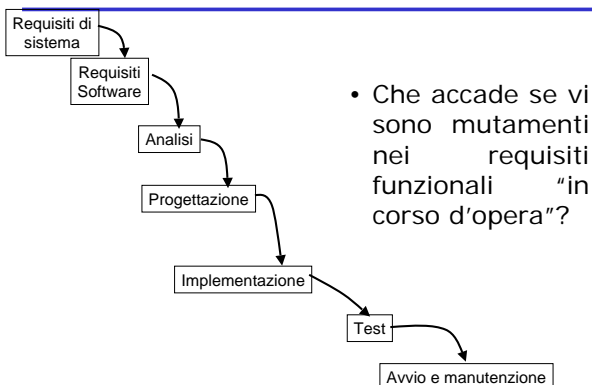 Requisiti di
sistema
Requisiti
Software
Analisi
Progettazione
Implementazione
Test
Avvio e manutenzione
• Che accade se vi
sono mutamenti
nei requisiti
funzionali "in
corso d'opera"?